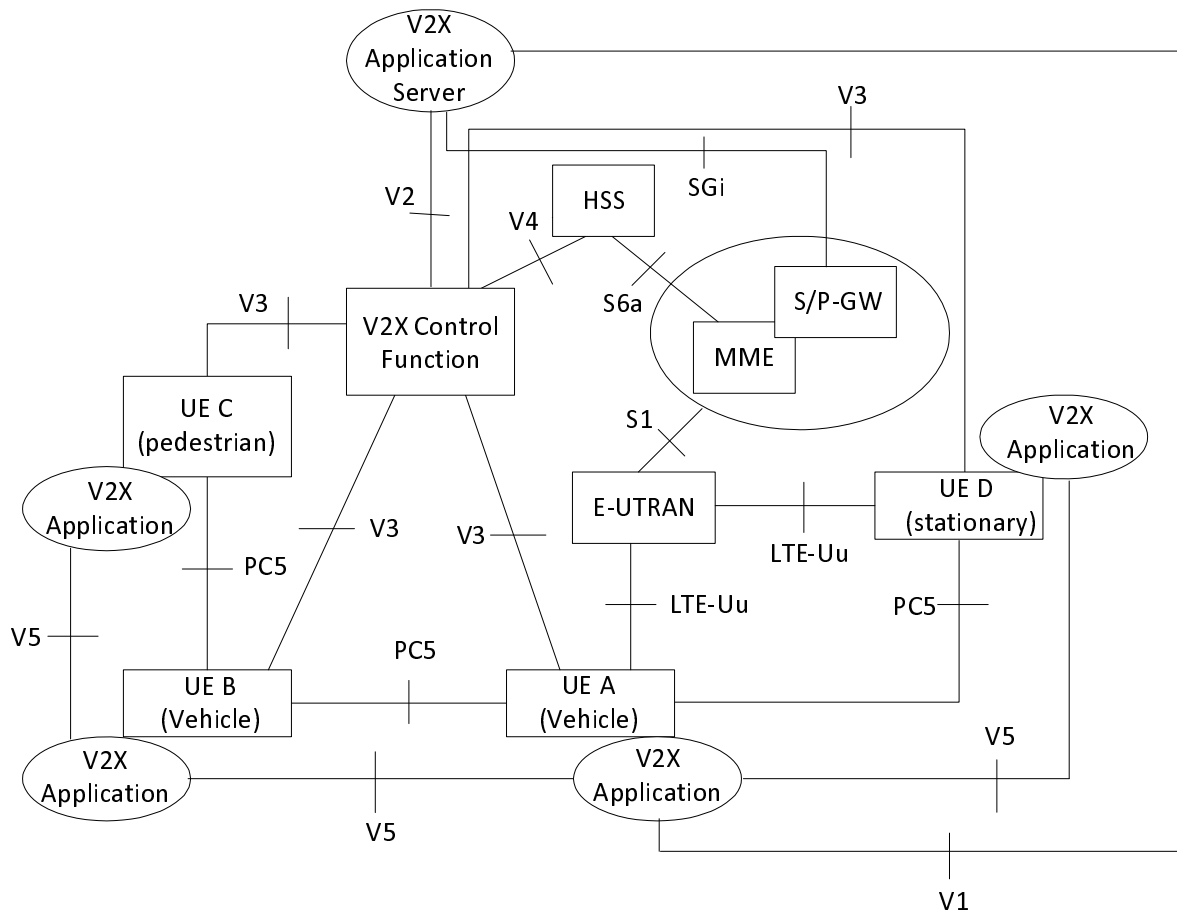 V2X
Application
Server
V3
SGi
HSS
V2
V4
S/P-GW
S6a
V3
V2X Control
Function
MME
UE C
(pedestrian)
S1
V2X
Application
V2X
Application
E-UTRAN
UE D
(stationary)
V3
V3
LTE-Uu
PC5
LTE-Uu
PC5
V5
PC5
UE B
(Vehicle)
UE A
(Vehicle)
V5
V2X
Application
V2X
Application
V5
V1